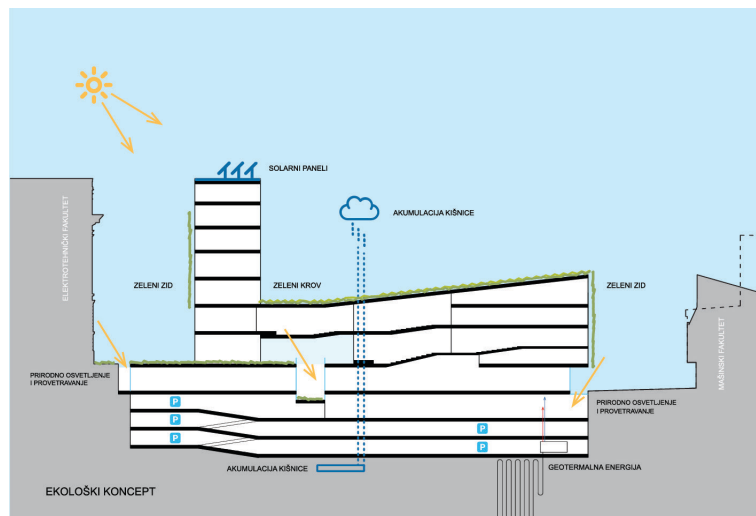 SOLARNI PANELI
AKUMULACIJA KIŠNICE
ELEKTROTEHNIČKI FAKULTET
ZELENI ZID
ZELENI KROV
ZELENI ZID
MAŠINSKI FAKULTET
PRIRODNO OSVETLJENJE
I PROVETRAVANJE
P
P
P
P
P
PRIRODNO OSVETLJENJE
I PROVETRAVANJE
AKUMULACIJA KIŠNICE
GEOTERMALNA ENERGIJA
EKOLOŠKI KONCEPT